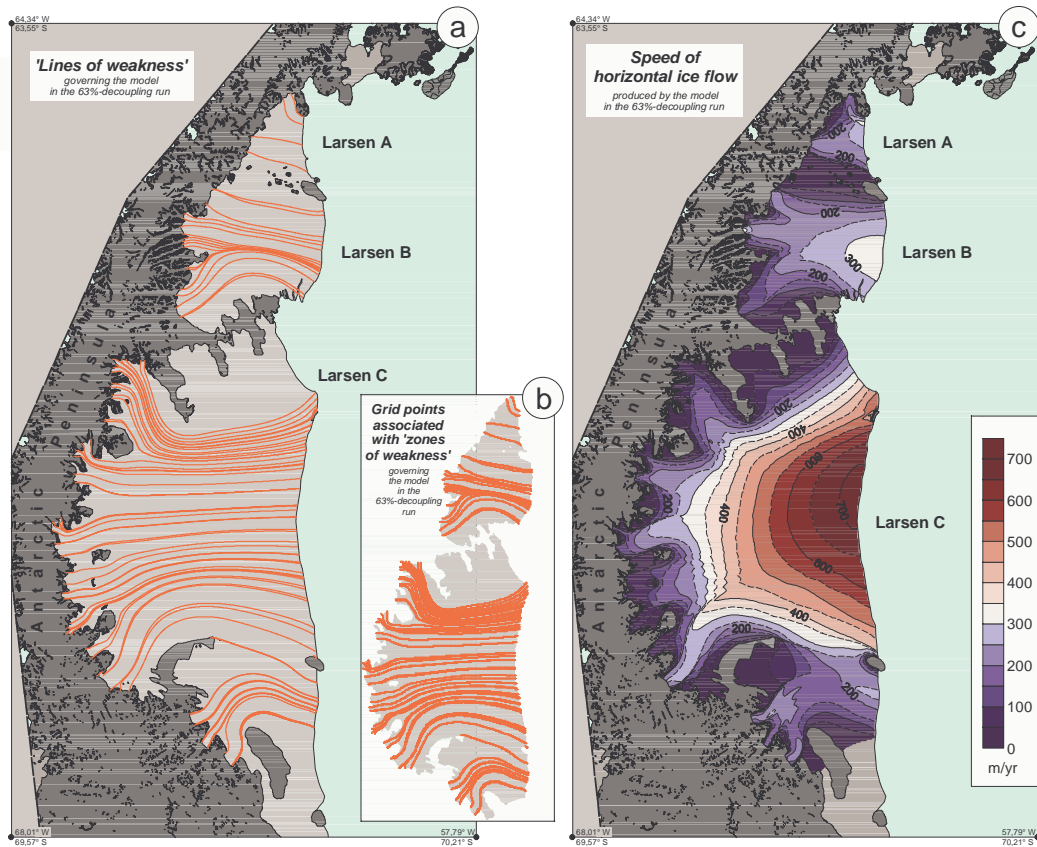 64,34° W
63,55° S
a
'Lines of weakness'
governing the model
in the 63%-decoupling run
Larsen A
Larsen B
Larsen C
Antarctic Peninsula
b
Grid points
associated
with 'zones
of weakness'
governing
the model
in the
63%-decoupling
run
68,01° W
69,57° S
57,79° W
70,21° S
64,34° W
63,55° S
c
Speed of
horizontal ice flow
produced by the model
in the 63%-decoupling run
Larsen A
Larsen B
Larsen C
Antarctic Peninsula
200
200
200
300
200
200
400
600
700
400
200
600
400
200
200
700
600
500
400
300
200
100
0
m/yr
68,01° W
69,57° S
57,79° W
70,21° S